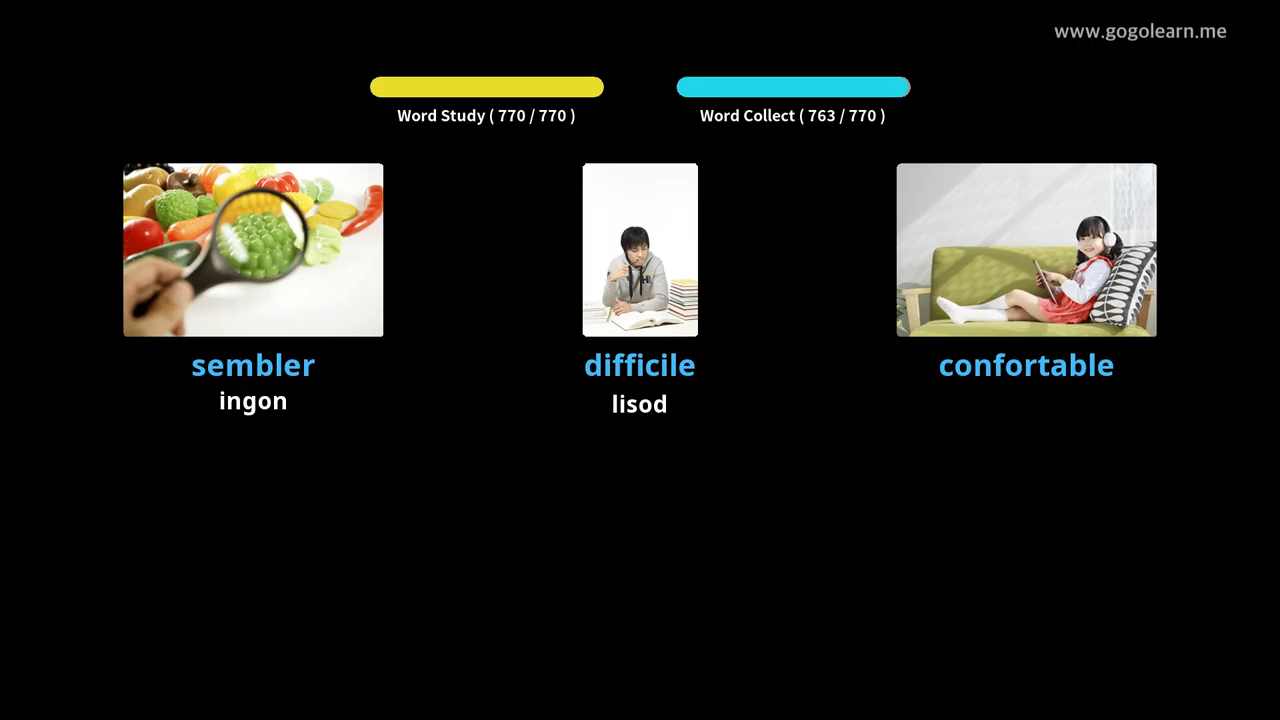 www.gogolearn.me
Word Study ( 770 / 770 )
Word Collect ( 763 / 770 )
sembler
ingon
difficile
lisod
confortable